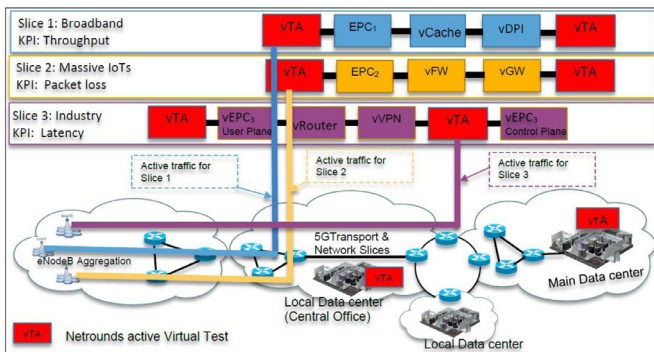 Slice 1: Broadband
KPI: Throughput
vTA
EPC1
vCache
vDPI
vTA
Slice 2: Massive IoTs
KPI: Packet loss
vTA
EPC2
vFW
vGW
vTA
Slice 3: Industry
KPI: Latency
vTA
vEPC3
User Plane
vRouter
vVPN
vTA
vEPC3
Control Plane
Active traffic for
Slice 1
Active traffic for
Slice 2
Active traffic for
Slice 3
eNodeB Aggregation
5GTransport &
Network Slices
vTA
Local Data center
(Central Office)
vTA
Main Data center
Local Data center
vTA
Netrounds active Virtual Test